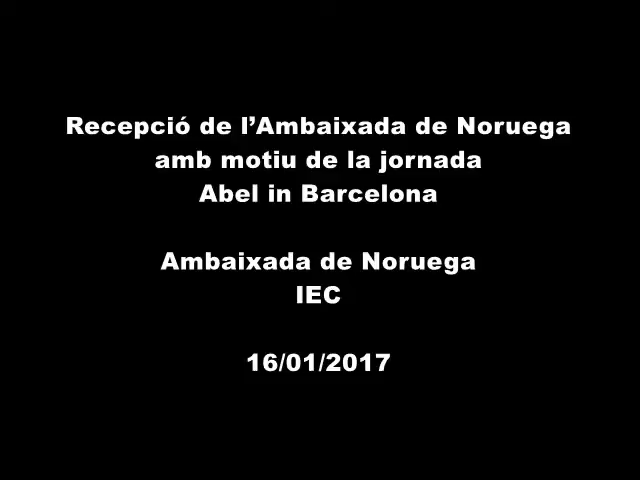 Recepció de l’Ambaixada de Noruega
amb motiu de la jornada
Abel in Barcelona
Ambaixada de Noruega
IEC
16/01/2017